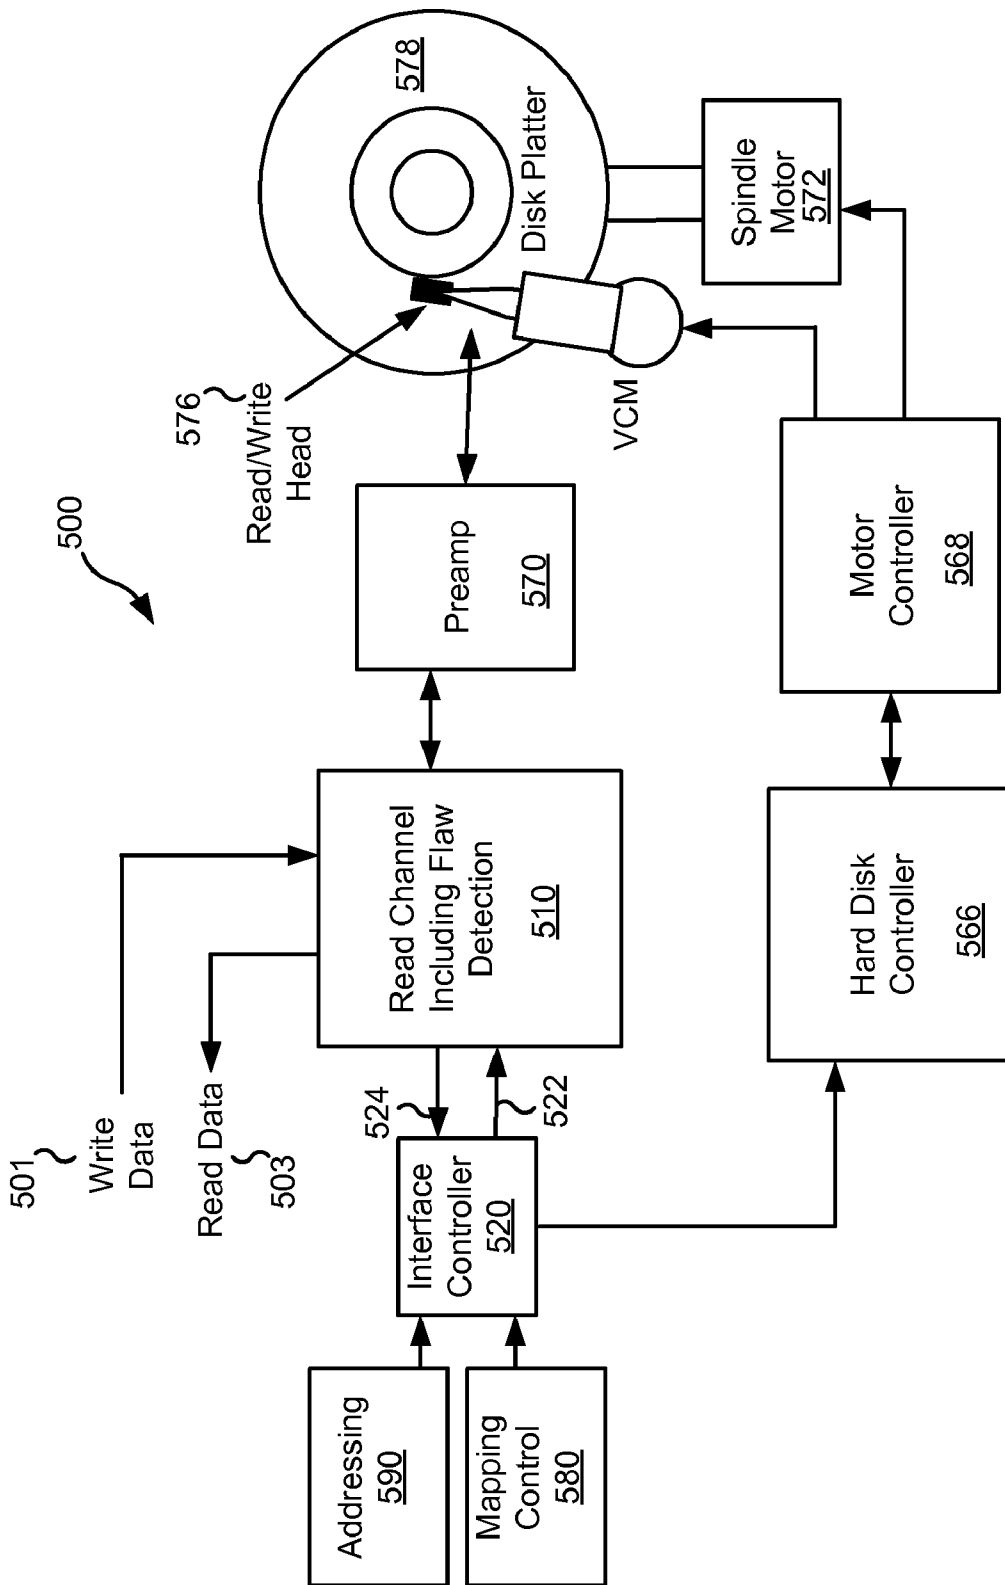 500
501
Write
Data
Read Data
503
576
Read/Write
Head
578
Disk Platter
VCM
Spindle
Motor
572
Preamp
570
Read Channel
Including Flaw
Detection
510
524
522
Interface
Controller
520
Addressing
590
Mapping
Control
580
Hard Disk
Controller
566
Motor
Controller
568